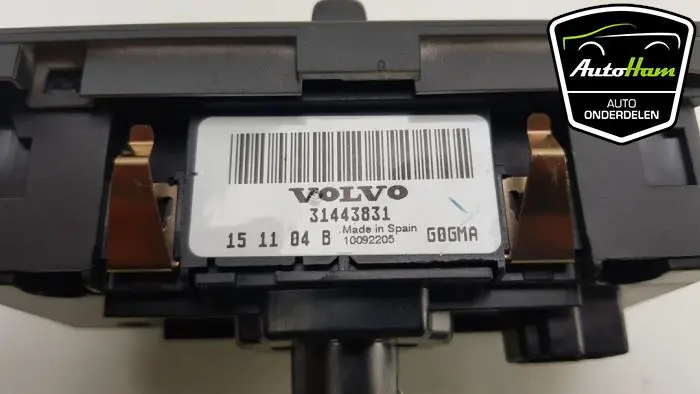 VOLVO
31443831
15 11 04 B Made in Spain 10092205 G0GMA
AutoHam
AUTO
ONDERDELEN